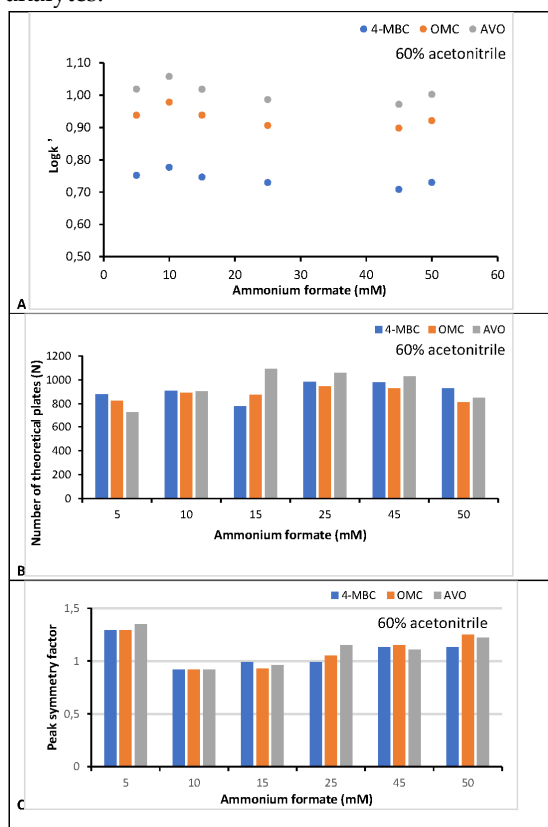 analytes.
4-MBC OMC AVO
60% acetonitrile
1,10
1,00
0,90
0,80
0,70
0,60
0,50
Logk '
0 10 20 30 40 50 60
Ammonium formate (mM)
A
4-MBC OMC AVO
60% acetonitrile
1200
1000
800
600
400
200
0
Number of theoretical plates (N)
5 10 15 25 45 50
Ammonium formate (mM)
B
4-MBC OMC AVO
60% acetonitrile
1,5
1
0,5
0
Peak symmetry factor
5 10 15 25 45 50
Ammonium formate (mM)
C